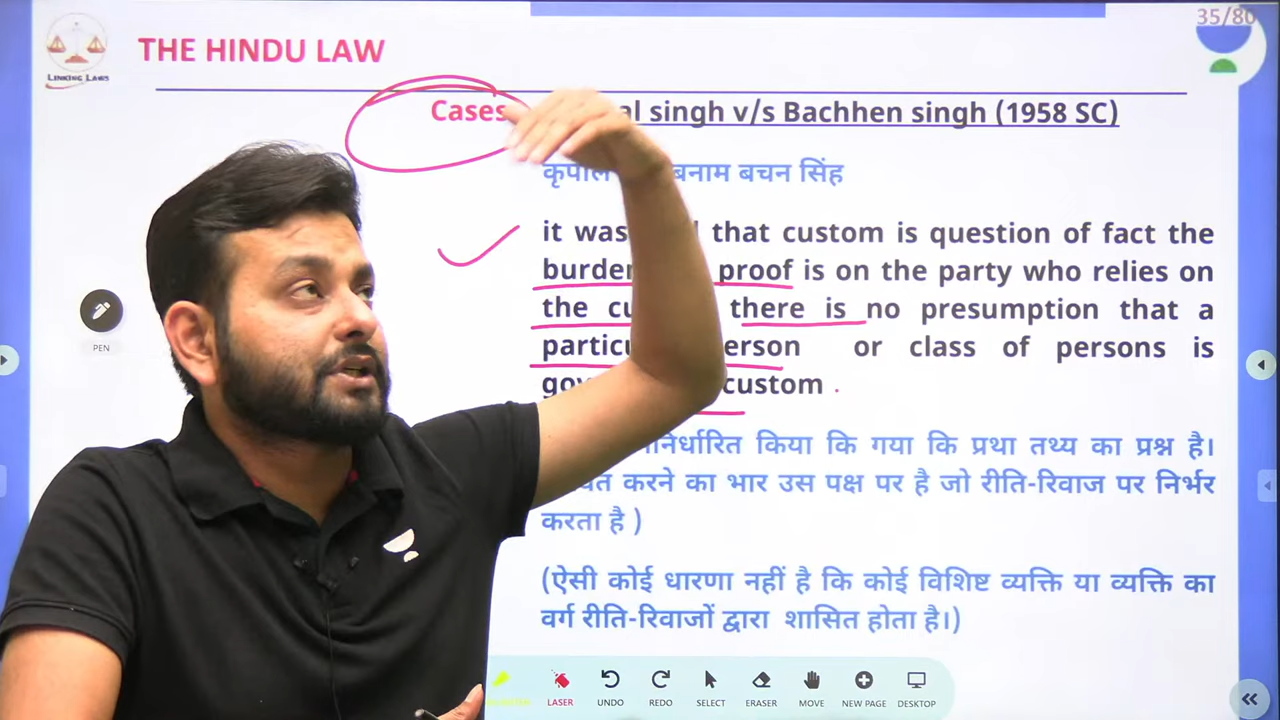 35/80
THE HINDU LAW
LINKING LAWS
Cases
al singh v/s Bachhen singh (1958 SC)
कृपाल बनाम बचन सिंह
it was that custom is question of fact the
burden proof is on the party who relies on
the cu there is no presumption that a
particu erson or class of persons is
gov custom .
निर्धारित किया कि गया कि प्रथा तथ्य का प्रश्न है।
करने का भार उस पक्ष पर है जो रीति-रिवाज पर निर्भर
करता है )
(ऐसी कोई धारणा नहीं है कि कोई विशिष्ट व्यक्ति या व्यक्ति का
वर्ग रीति-रिवाजों द्वारा शासित होता है।)
PEN
LASER UNDO REDO SELECT ERASER MOVE NEW PAGE DESKTOP